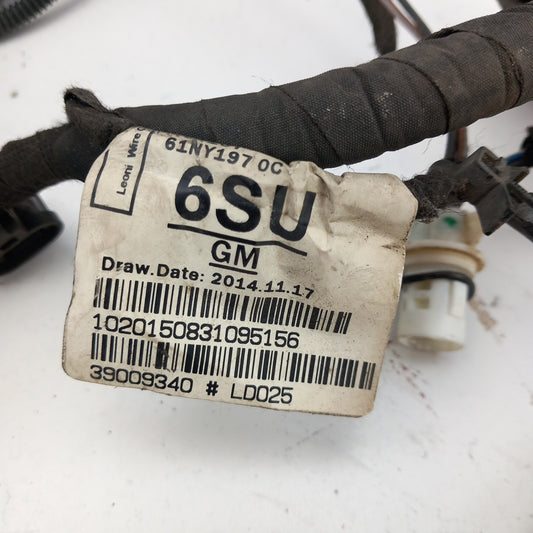 Leoni Wire
61NY197 0C
6SU
GM
Draw.Date: 2014.11.17
1020150831095156
39009340 # LD025